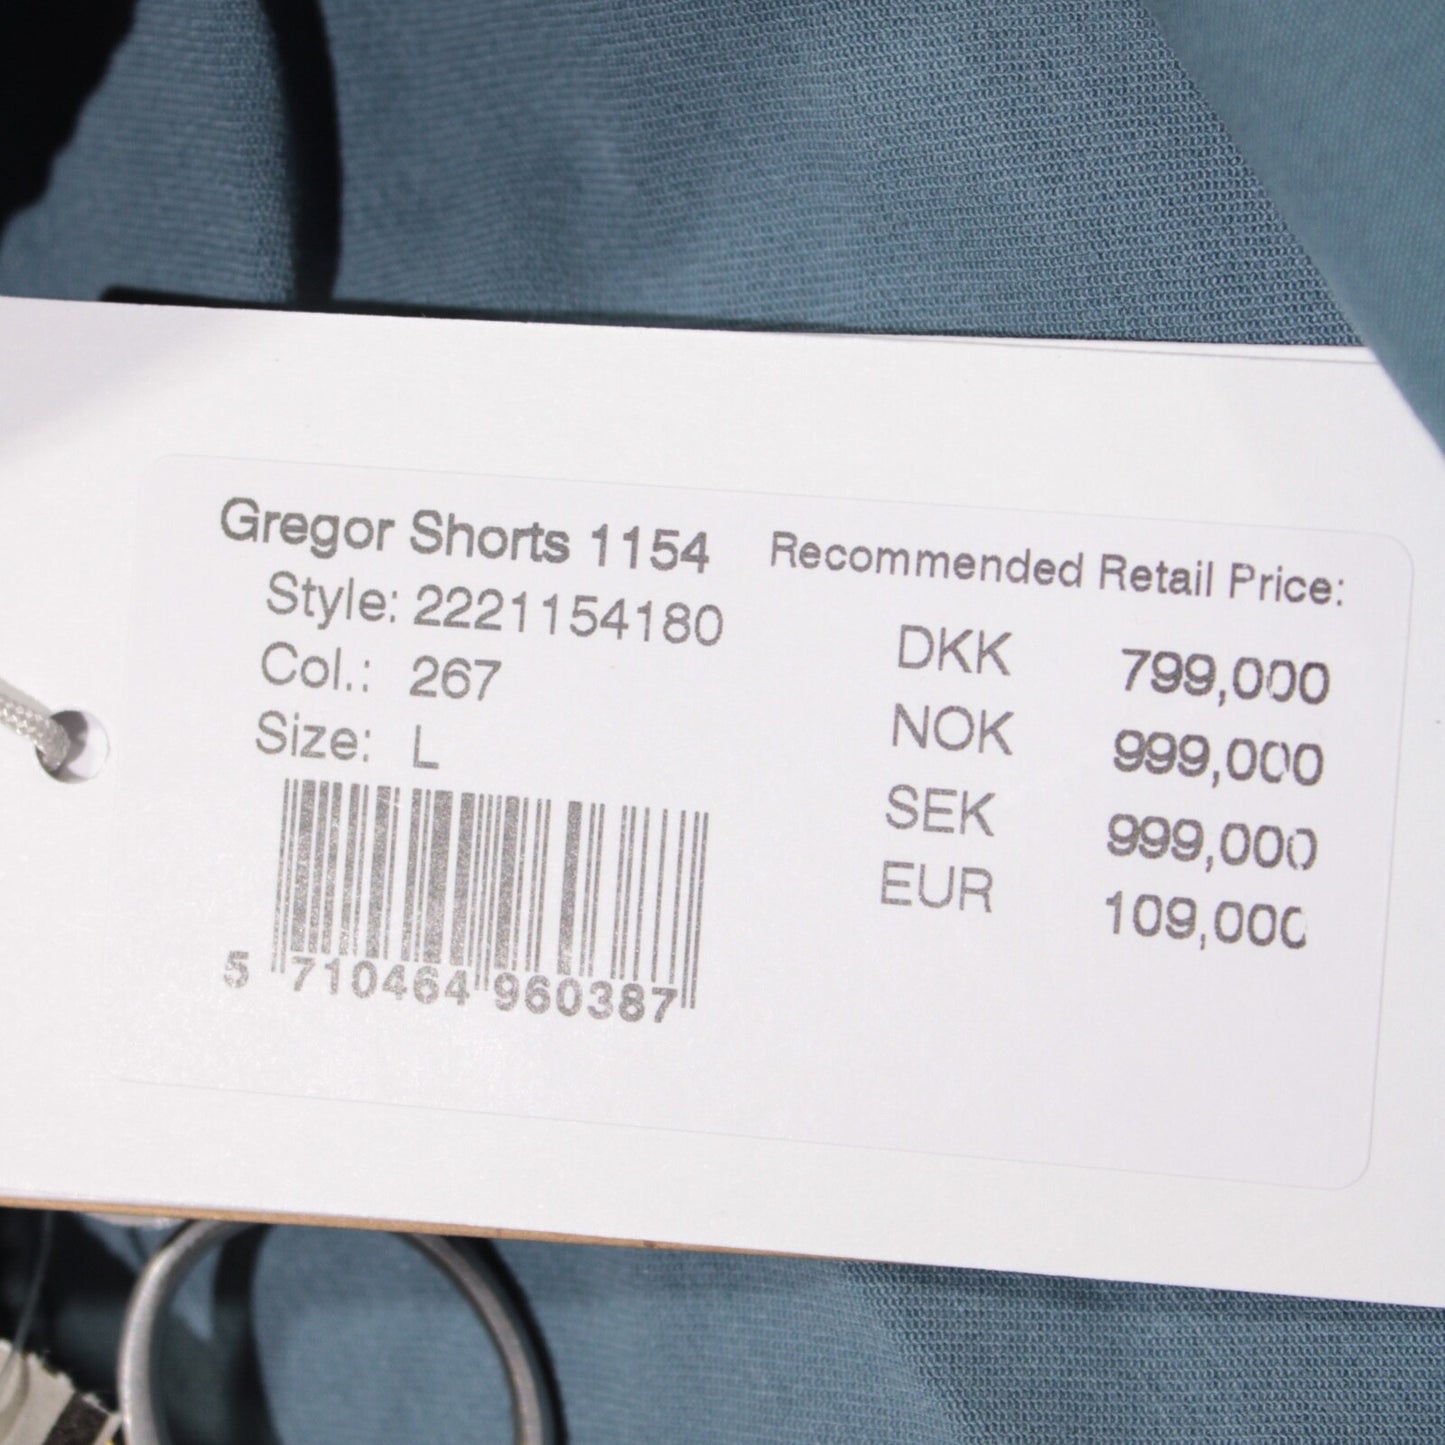 Gregor Shorts 1154
Style: 2221154180
Col.: 267
Size: L
5 710464 960387
Recommended Retail Price:
DKK 799,000
NOK 999,000
SEK 999,000
EUR 109,000